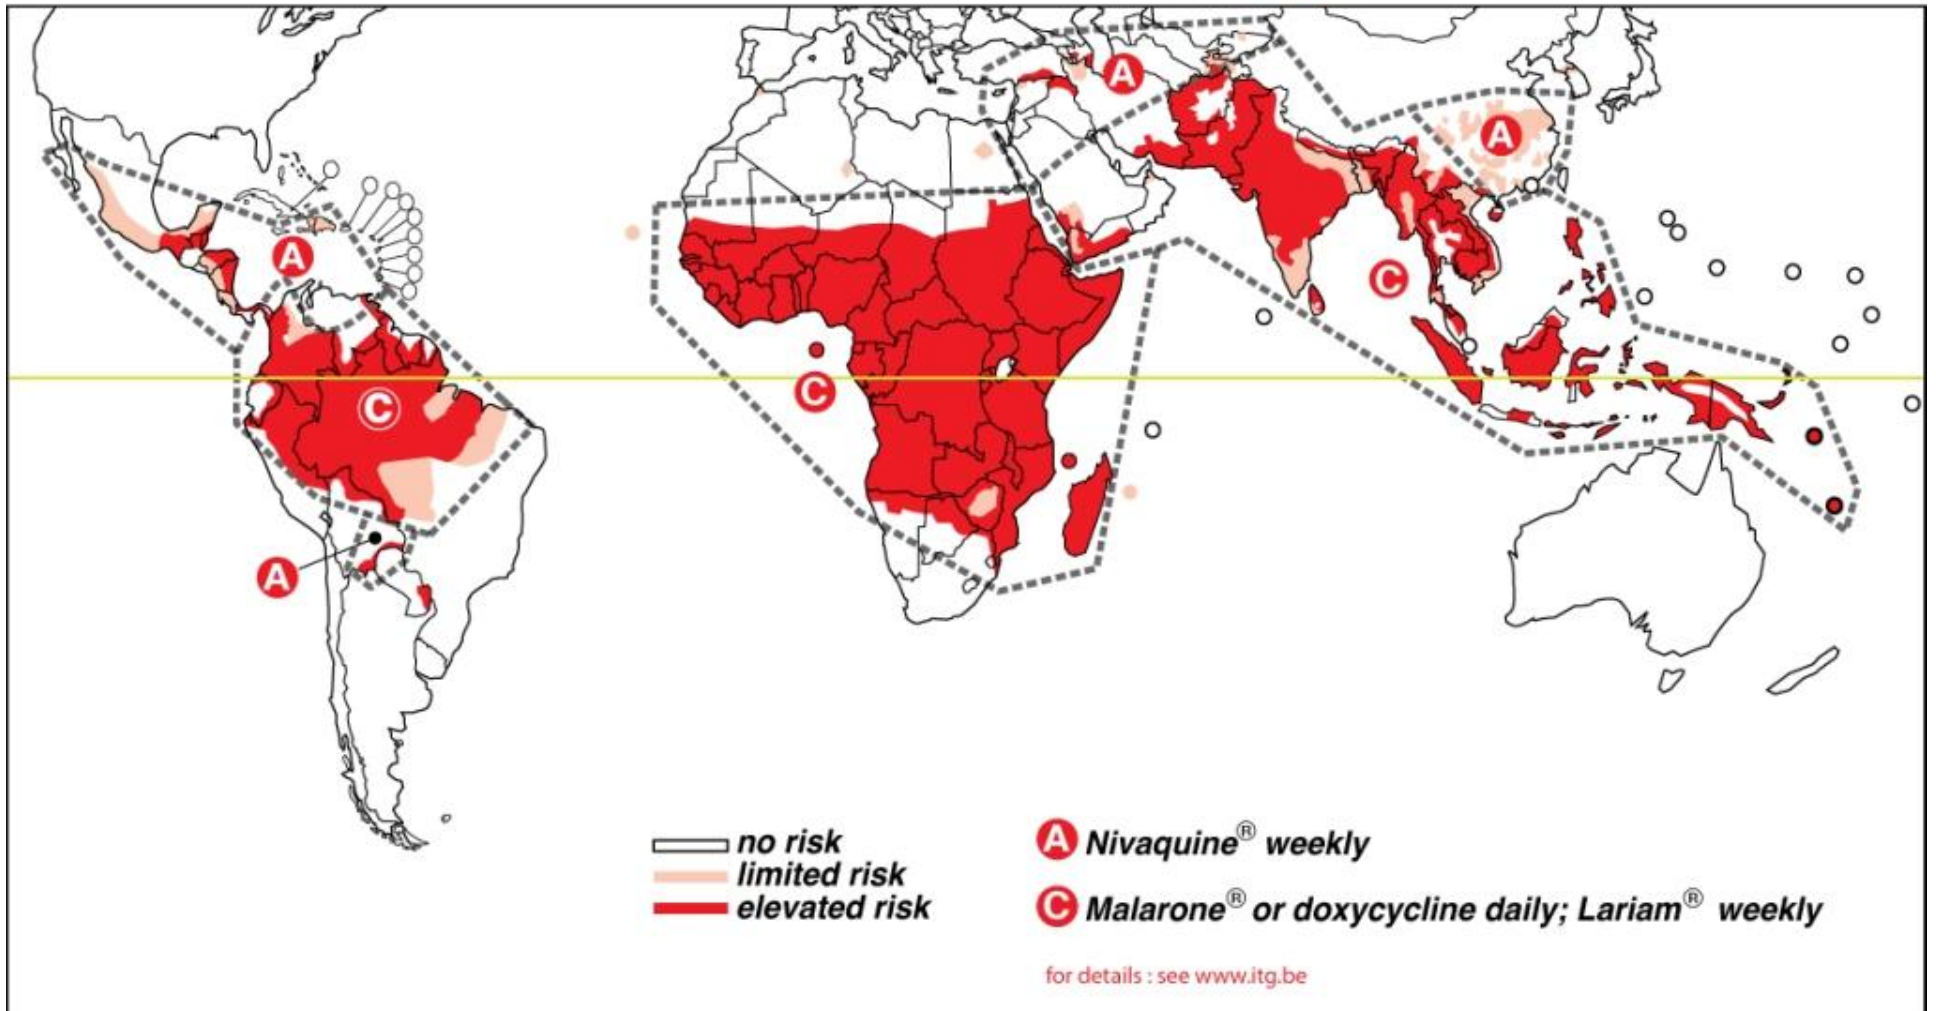 A
A
A
C
C
C
A
no risk
limited risk
elevated risk
A Nivaquine® weekly
C Malarone® or doxycycline daily; Lariam® weekly
for details : see www.itg.be